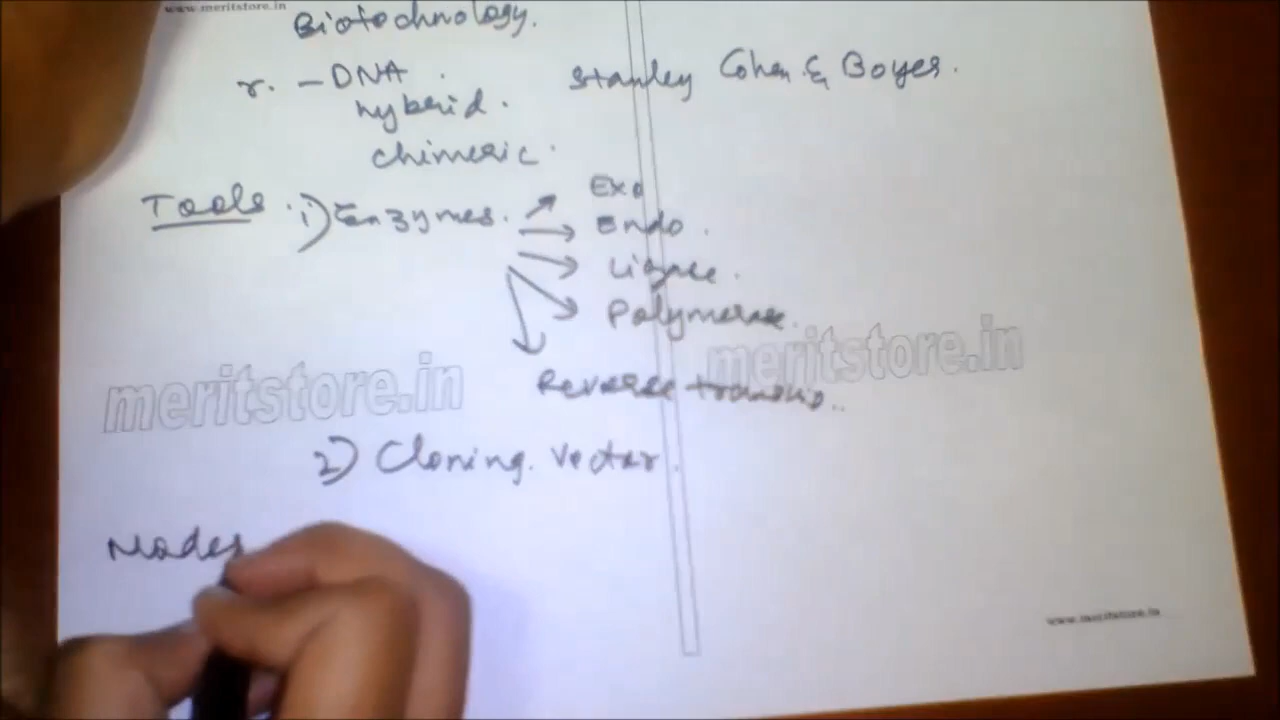 www.meritstore.in
Biotechnology.
r. - DNA . Stanley Cohen & Boyer.
hybrid.
chimeric.
Tools. i) Enzymes. Exo
Endo.
Ligase.
Polymerase.
meritstore.in meritstore.in
Reverse transcrip..
2) Cloning. Vector.
Modes
www.meritstore.in